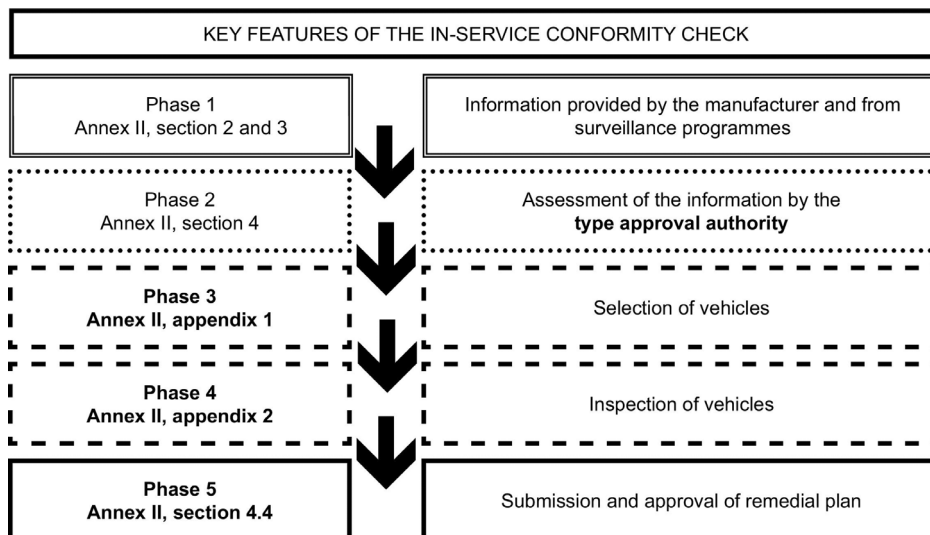 KEY FEATURES OF THE IN-SERVICE CONFORMITY CHECK
Phase 1
Annex II, section 2 and 3
Information provided by the manufacturer and from
surveillance programmes
Phase 2
Annex II, section 4
Assessment of the information by the
type approval authority
Phase 3
Annex II, appendix 1
Selection of vehicles
Phase 4
Annex II, appendix 2
Inspection of vehicles
Phase 5
Annex II, section 4.4
Submission and approval of remedial plan